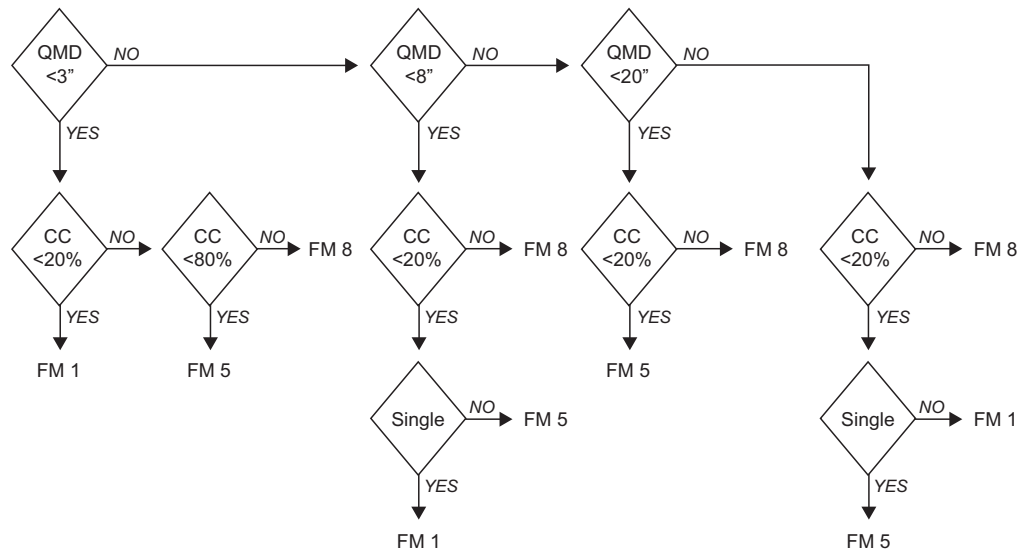 QMD
<3”
NO
QMD
<8”
NO
QMD
<20”
NO
YES
YES
YES
CC
<20%
NO
CC
<80%
NO
FM 8
CC
<20%
NO
FM 8
CC
<20%
NO
FM 8
CC
<20%
NO
FM 8
YES
YES
YES
YES
YES
FM 1
FM 5
Single
NO
FM 5
FM 5
Single
NO
FM 1
YES
YES
FM 1
FM 5